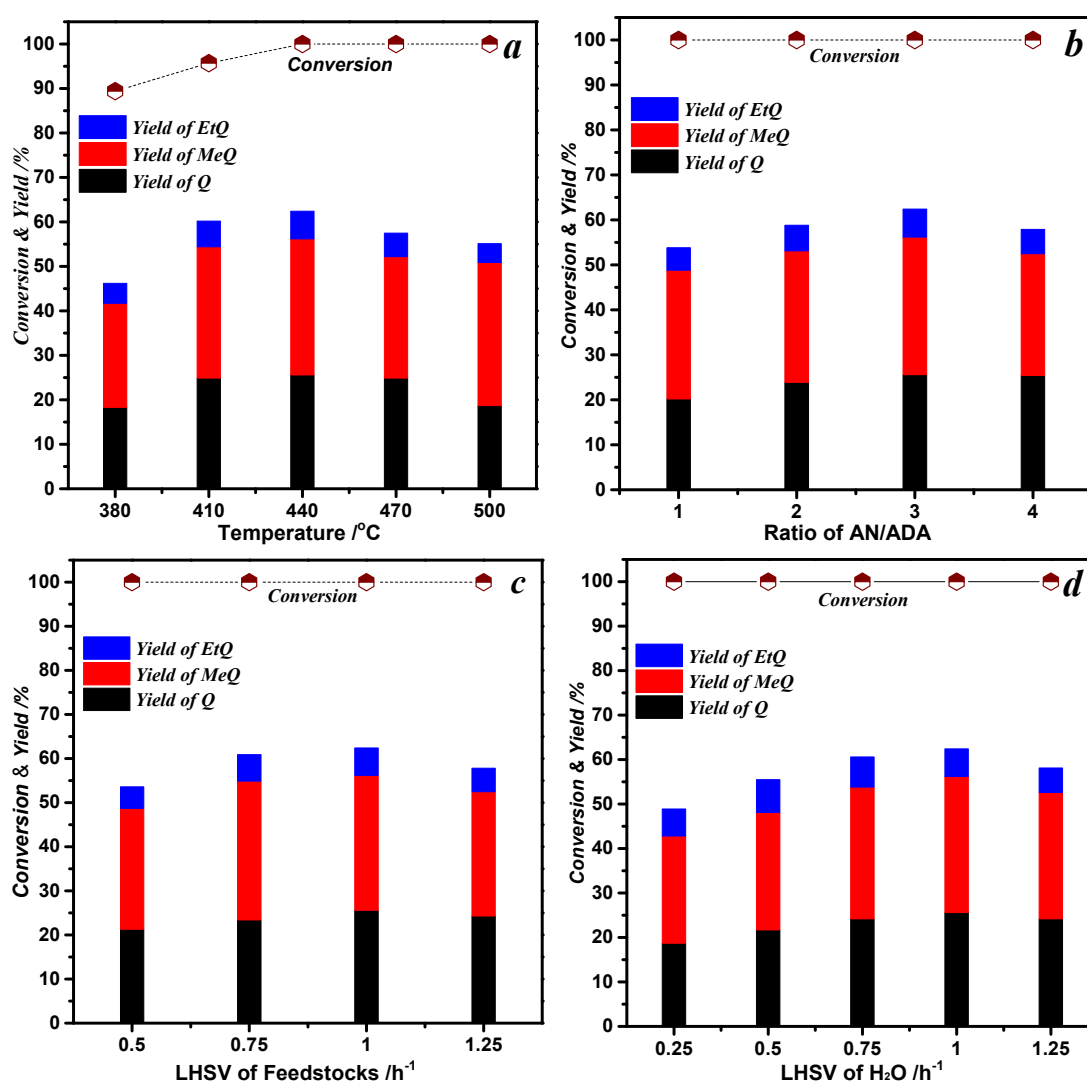 a
Conversion
Yield of EtQ
Yield of MeQ
Yield of Q
Conversion & Yield /%
100
90
80
70
60
50
40
30
20
10
0
380 410 440 470 500
Temperature /°C
b
Conversion
Yield of EtQ
Yield of MeQ
Yield of Q
Conversion & Yield /%
100
90
80
70
60
50
40
30
20
10
0
1 2 3 4
Ratio of AN/ADA
c
Conversion
Yield of EtQ
Yield of MeQ
Yield of Q
Conversion & Yield /%
100
90
80
70
60
50
40
30
20
10
0
0.5 0.75 1 1.25
LHSV of Feedstocks /h⁻¹
d
Conversion
Yield of EtQ
Yield of MeQ
Yield of Q
Conversion & Yield /%
100
90
80
70
60
50
40
30
20
10
0
0.25 0.5 0.75 1 1.25
LHSV of H₂O /h⁻¹